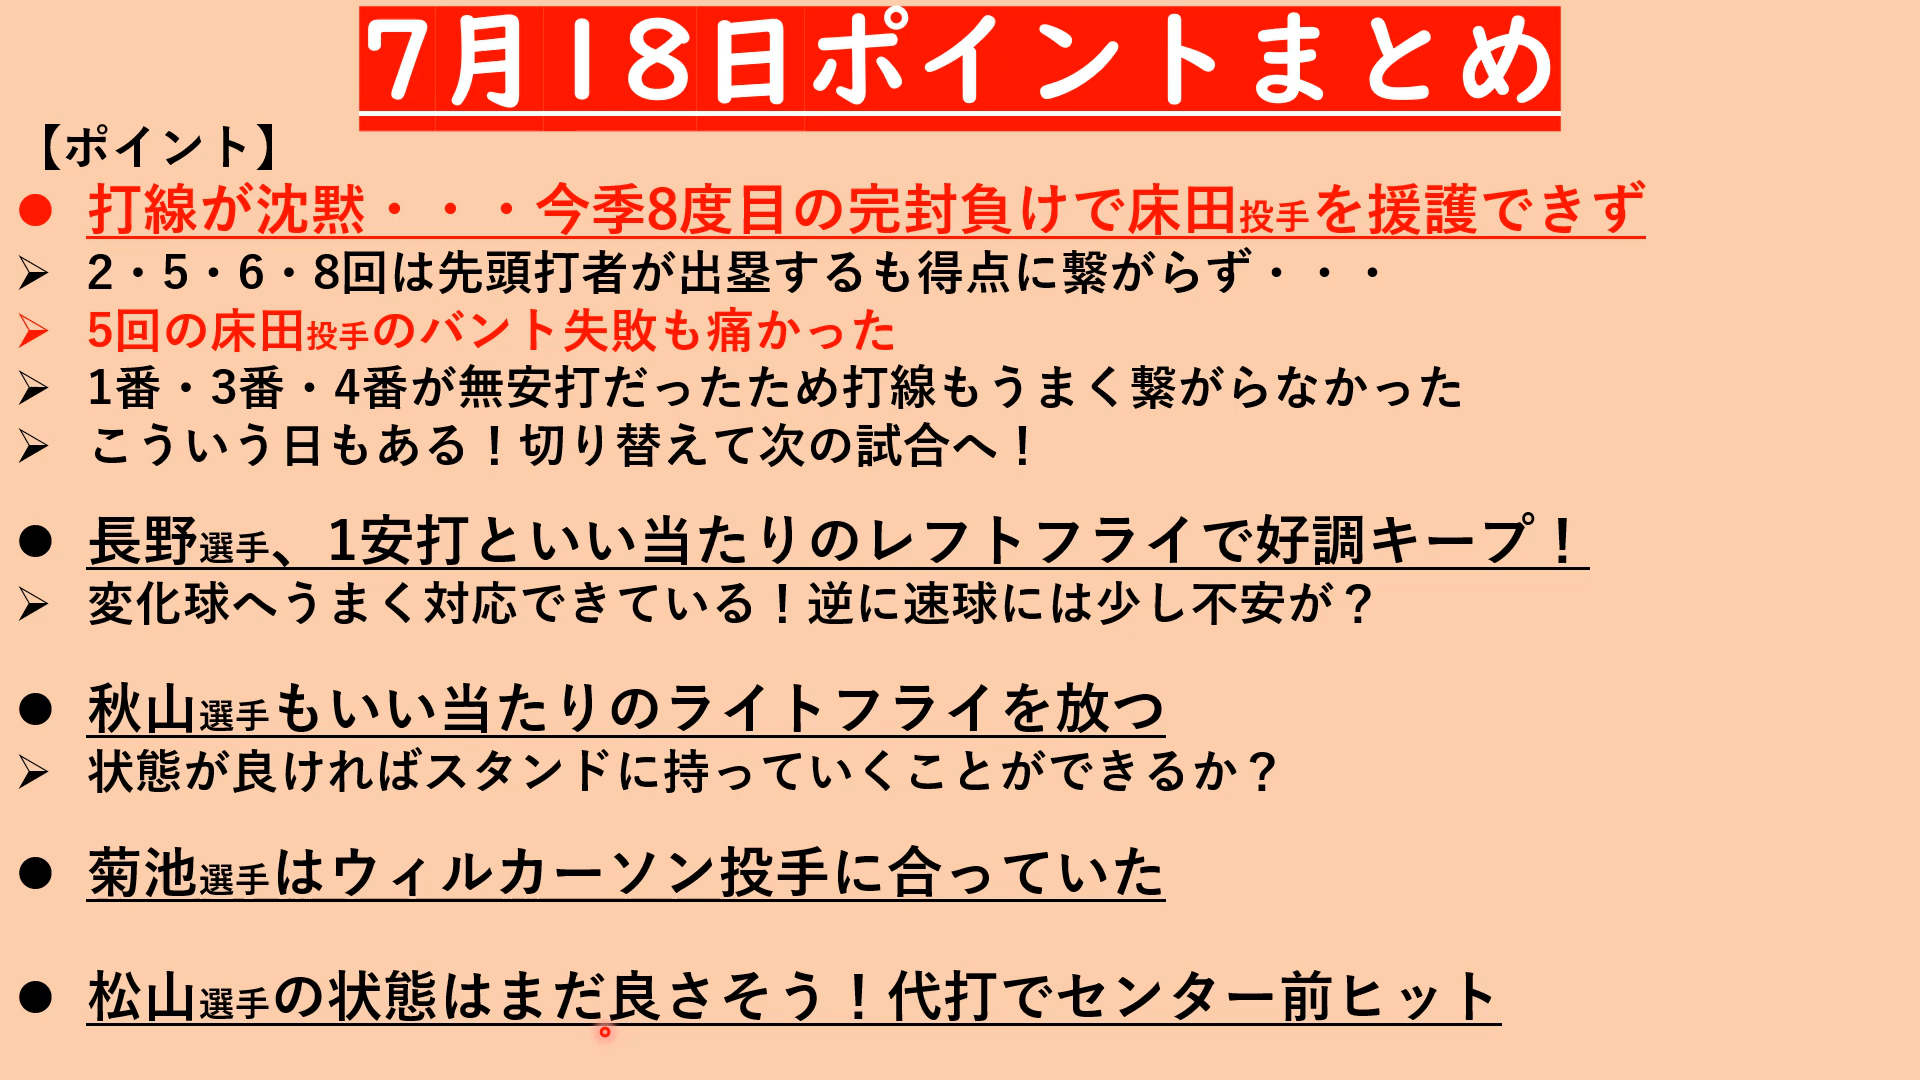 7月18日ポイントまとめ
【ポイント】
● 打線が沈黙・・・今季8度目の完封負けで床田投手を援護できず
➢ 2・5・6・8回は先頭打者が出塁するも得点に繋がらず・・・
➢ 5回の床田投手のバント失敗も痛かった
➢ 1番・3番・4番が無安打だったため打線もうまく繋がらなかった
➢ こういう日もある！切り替えて次の試合へ！
● 長野選手、1安打といい当たりのレフトフライで好調キープ！
➢ 変化球へうまく対応できている！逆に速球には少し不安が？
● 秋山選手もいい当たりのライトフライを放つ
➢ 状態が良ければスタンドに持っていくことができるか？
● 菊池選手はウィルカーソン投手に合っていた
● 松山選手の状態はまだ良さそう！代打でセンター前ヒット